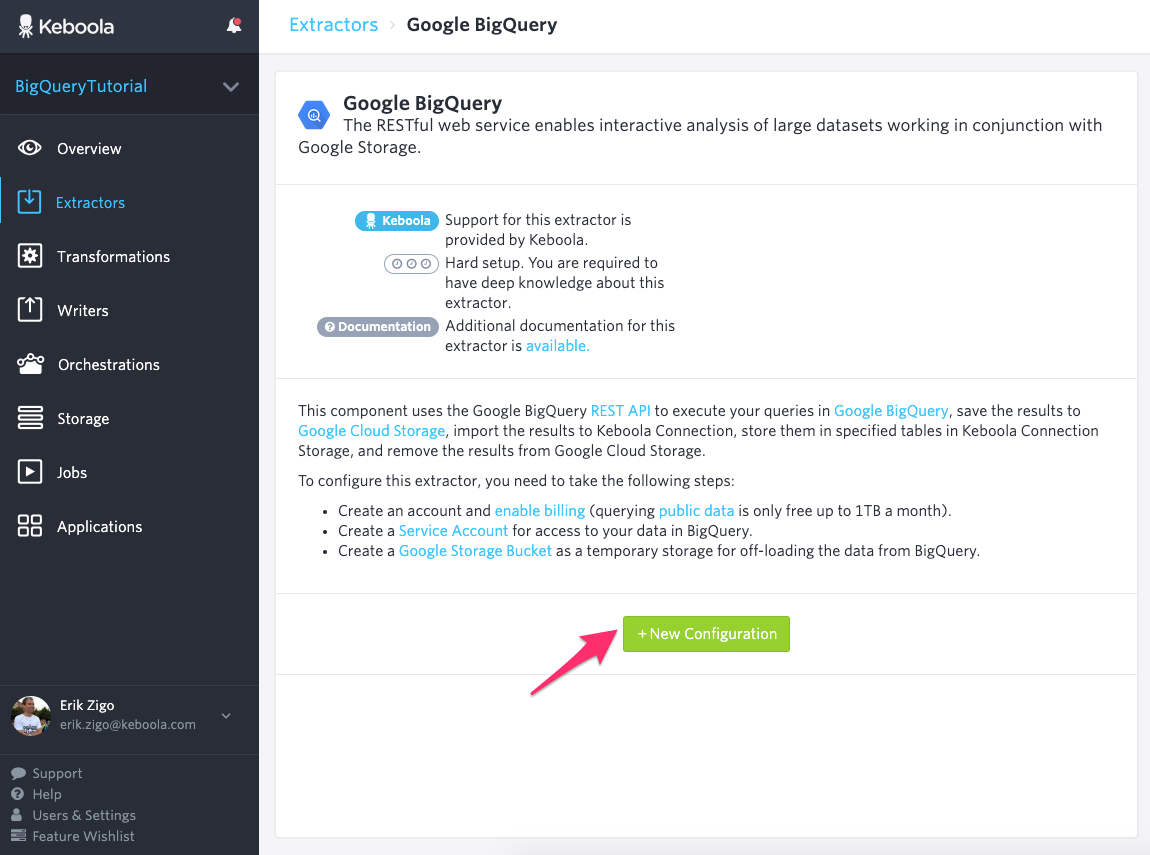 Keboola
BigQueryTutorial
Overview
Extractors
Transformations
Writers
Orchestrations
Storage
Jobs
Applications
Erik Zigo
erik.zigo@keboola.com
Support
Help
Users & Settings
Feature Wishlist
Extractors › Google BigQuery
Google BigQuery
The RESTful web service enables interactive analysis of large datasets working in conjunction with
Google Storage.
Keboola Support for this extractor is
provided by Keboola.
Hard setup. You are required to
have deep knowledge about this
extractor.
Documentation Additional documentation for this
extractor is available.
This component uses the Google BigQuery REST API to execute your queries in Google BigQuery, save the results to
Google Cloud Storage, import the results to Keboola Connection, store them in specified tables in Keboola Connection
Storage, and remove the results from Google Cloud Storage.
To configure this extractor, you need to take the following steps:
• Create an account and enable billing (querying public data is only free up to 1TB a month).
• Create a Service Account for access to your data in BigQuery.
• Create a Google Storage Bucket as a temporary storage for off-loading the data from BigQuery.
+ New Configuration